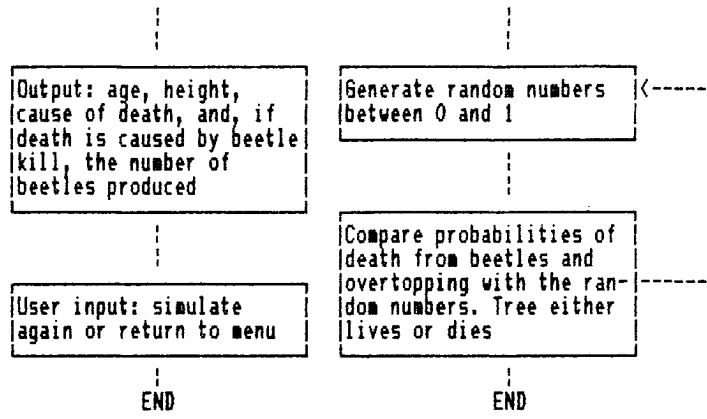 Output: age, height,
cause of death, and, if
death is caused by beetle
kill, the number of
beetles produced
User input: simulate
again or return to menu
END
Generate random numbers
between 0 and 1
Compare probabilities of
death from beetles and
overtopping with the ran-
dom numbers. Tree either
lives or dies
END